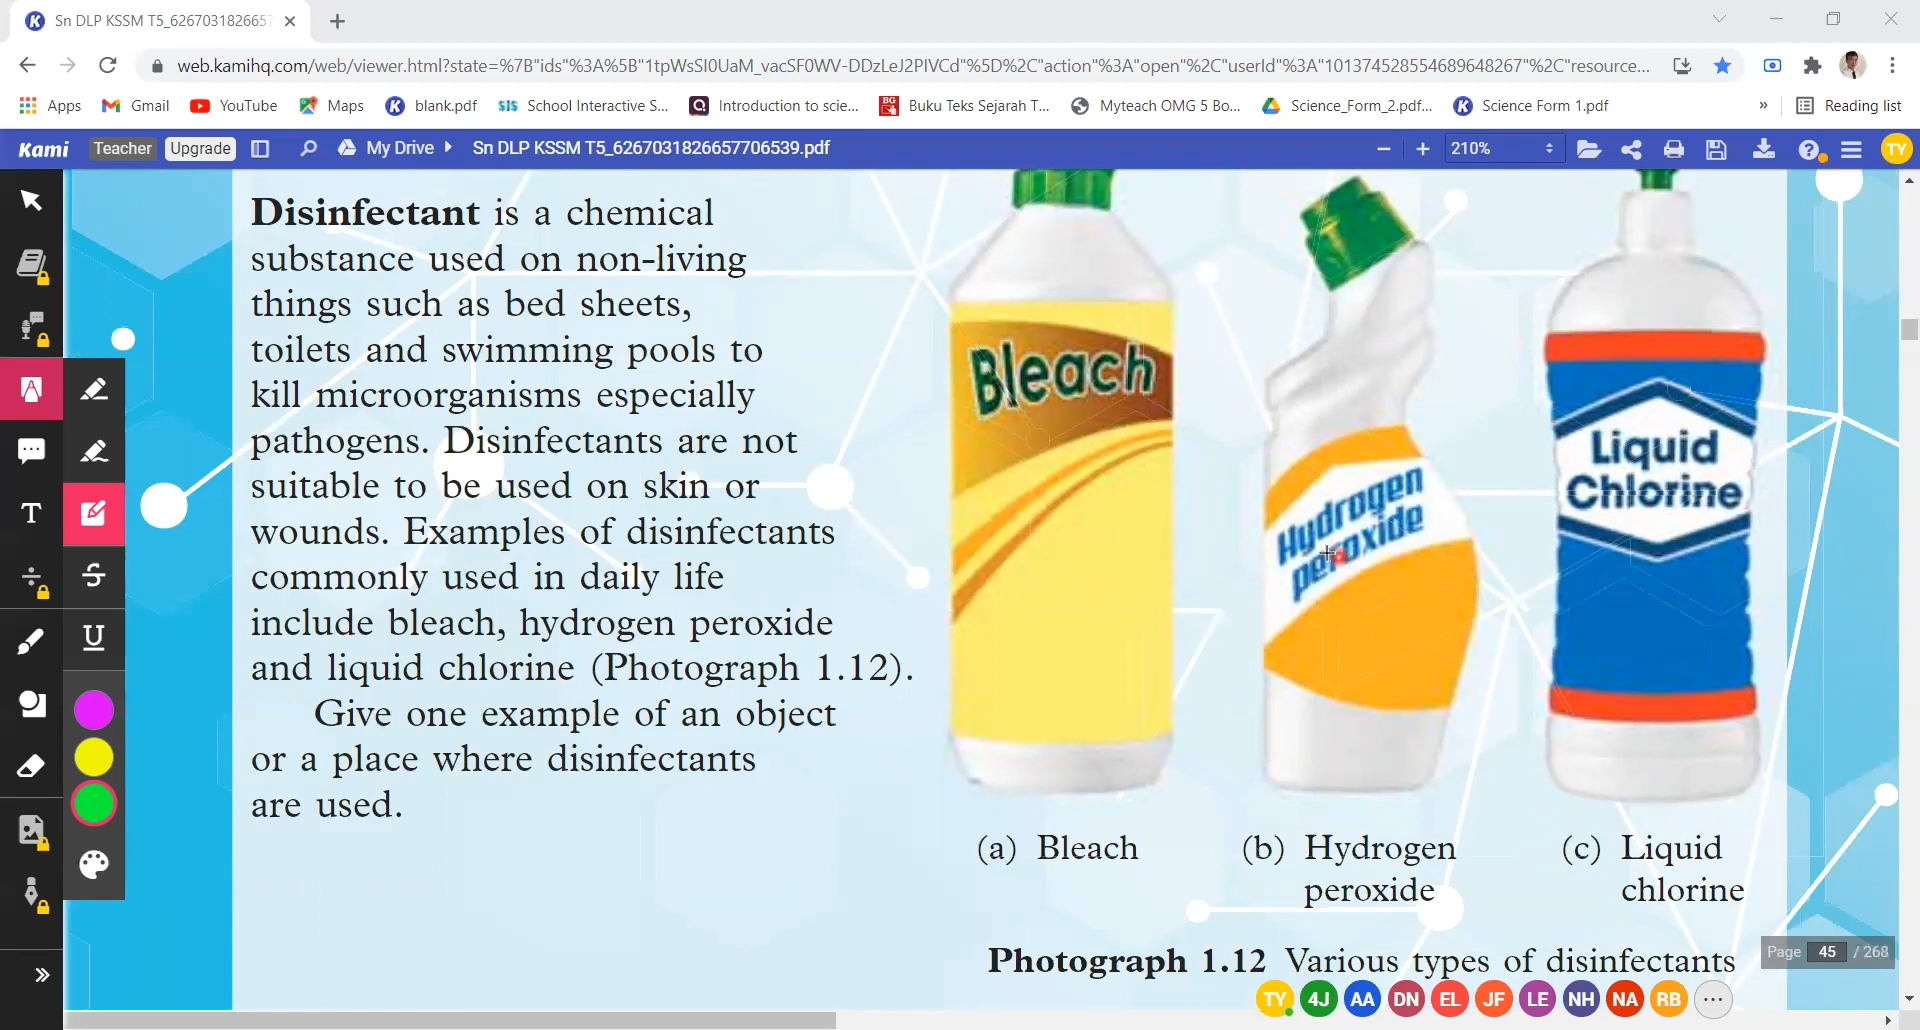 Sn DLP KSSM T5_6267031826657
web.kamihq.com/web/viewer.html?state=%7B"ids"%3A%5B"1tpWsSI0UaM_vacSF0WV-DDzLeJ2PIVCd"%5D%2C"action"%3A"open"%2C"userId"%3A"101374528554689648267"%2C"resource...
Apps Gmail YouTube Maps blank.pdf SIS School Interactive S... Introduction to scie... BG Buku Teks Sejarah T... Myteach OMG 5 Bo... Science_Form_2.pdf... Science Form 1.pdf » Reading list
Kami Teacher Upgrade My Drive Sn DLP KSSM T5_6267031826657706539.pdf 210% TY
Disinfectant is a chemical
substance used on non-living
things such as bed sheets,
toilets and swimming pools to
kill microorganisms especially
pathogens. Disinfectants are not
suitable to be used on skin or
wounds. Examples of disinfectants
commonly used in daily life
include bleach, hydrogen peroxide
and liquid chlorine (Photograph 1.12).
Give one example of an object
or a place where disinfectants
are used.
Bleach
Hydrogen
peroxide
Liquid
Chlorine
(a) Bleach
(b) Hydrogen
peroxide
(c) Liquid
chlorine
Photograph 1.12 Various types of disinfectants
Page 45 / 268
TY 4J AA DN EL JF LE NH NA RB ...